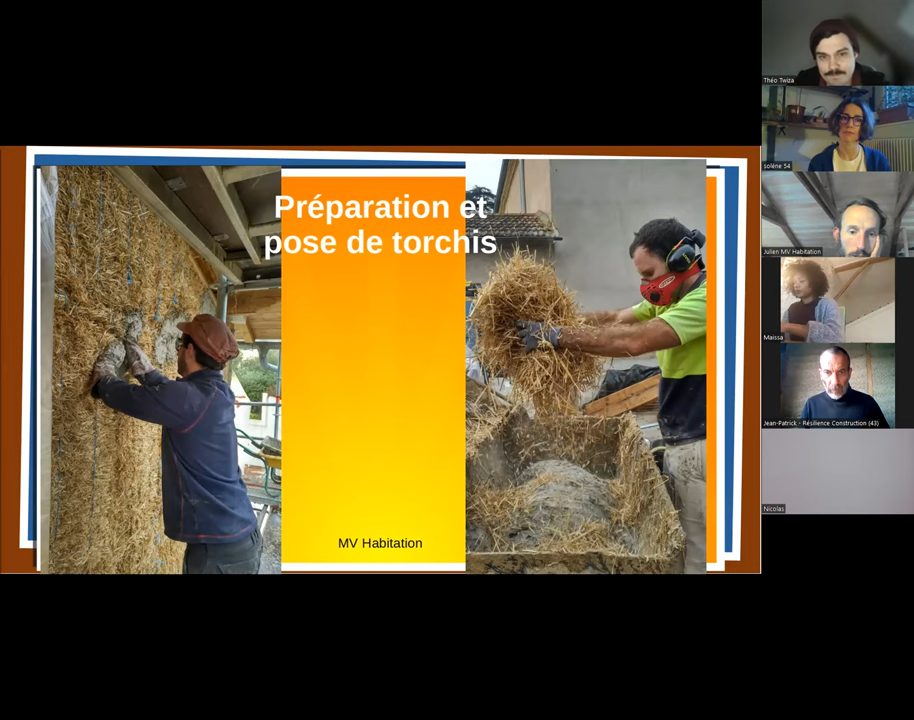 Préparation et
pose de torchis
MV Habitation
Théo Twiza
solène 54
Julien MV Habitation
Maissa
Jean-Patrick - Résilience Construction (43)
Nicolas